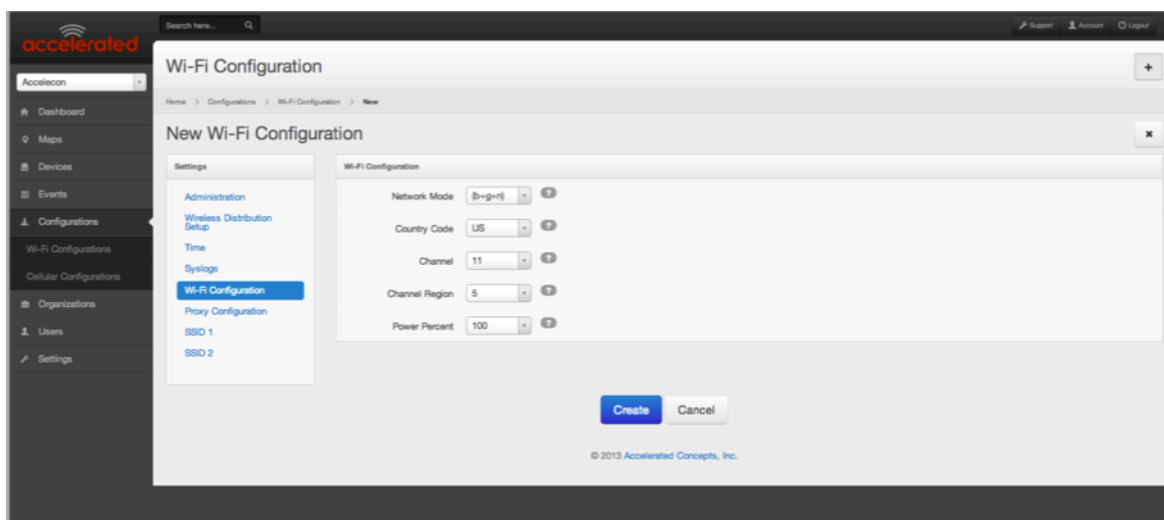 accelerated
Search here...
Support Account Logout
Accelecon
Dashboard
Maps
Devices
Events
Configurations
Wi-Fi Configurations
Cellular Configurations
Organizations
Users
Settings
Wi-Fi Configuration
+
Home > Configurations > Wi-Fi Configuration > New
New Wi-Fi Configuration
×
Settings
Administration
Wireless Distribution
Setup
Time
Syslogs
Wi-Fi Configuration
Proxy Configuration
SSID 1
SSID 2
Wi-Fi Configuration
Network Mode (b+g+n) ?
Country Code US ?
Channel 11 ?
Channel Region 5 ?
Power Percent 100 ?
Create Cancel
© 2013 Accelerated Concepts, Inc.